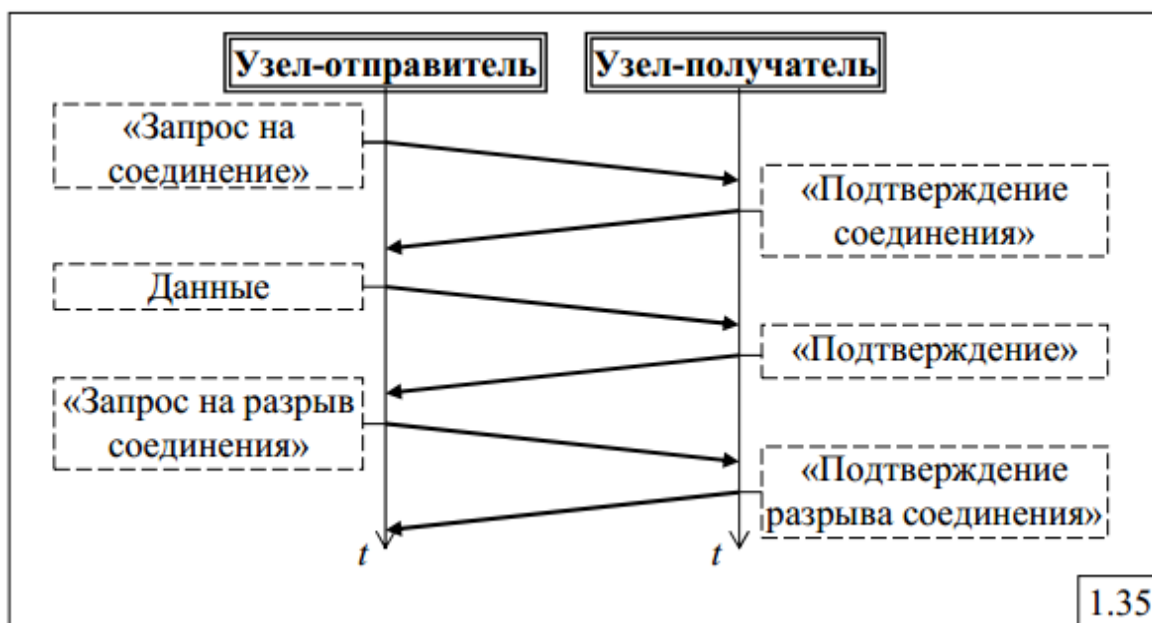 Узел-отправитель
Узел-получатель
«Запрос на
соединение»
«Подтверждение
соединения»
Данные
«Подтверждение»
«Запрос на разрыв
соединения»
«Подтверждение
разрыва соединения»
t
t
1.35